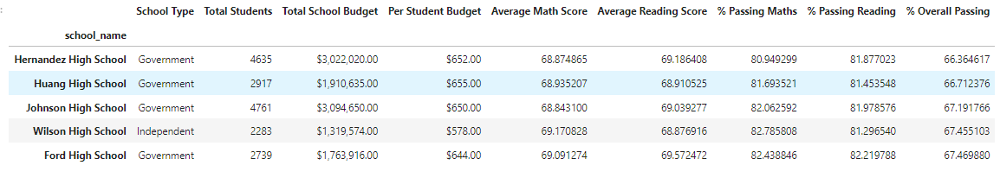 School Type Total Students Total School Budget Per Student Budget Average Math Score Average Reading Score % Passing Maths % Passing Reading % Overall Passing
school_name
Hernandez High School Government 4635 $3,022,020.00 $652.00 68.874865 69.186408 80.949299 81.877023 66.364617
Huang High School Government 2917 $1,910,635.00 $655.00 68.935207 68.910525 81.693521 81.453548 66.712376
Johnson High School Government 4761 $3,094,650.00 $650.00 68.843100 69.039277 82.062592 81.978576 67.191766
Wilson High School Independent 2283 $1,319,574.00 $578.00 69.170828 68.876916 82.785808 81.296540 67.455103
Ford High School Government 2739 $1,763,916.00 $644.00 69.091274 69.572472 82.438846 82.219788 67.469880